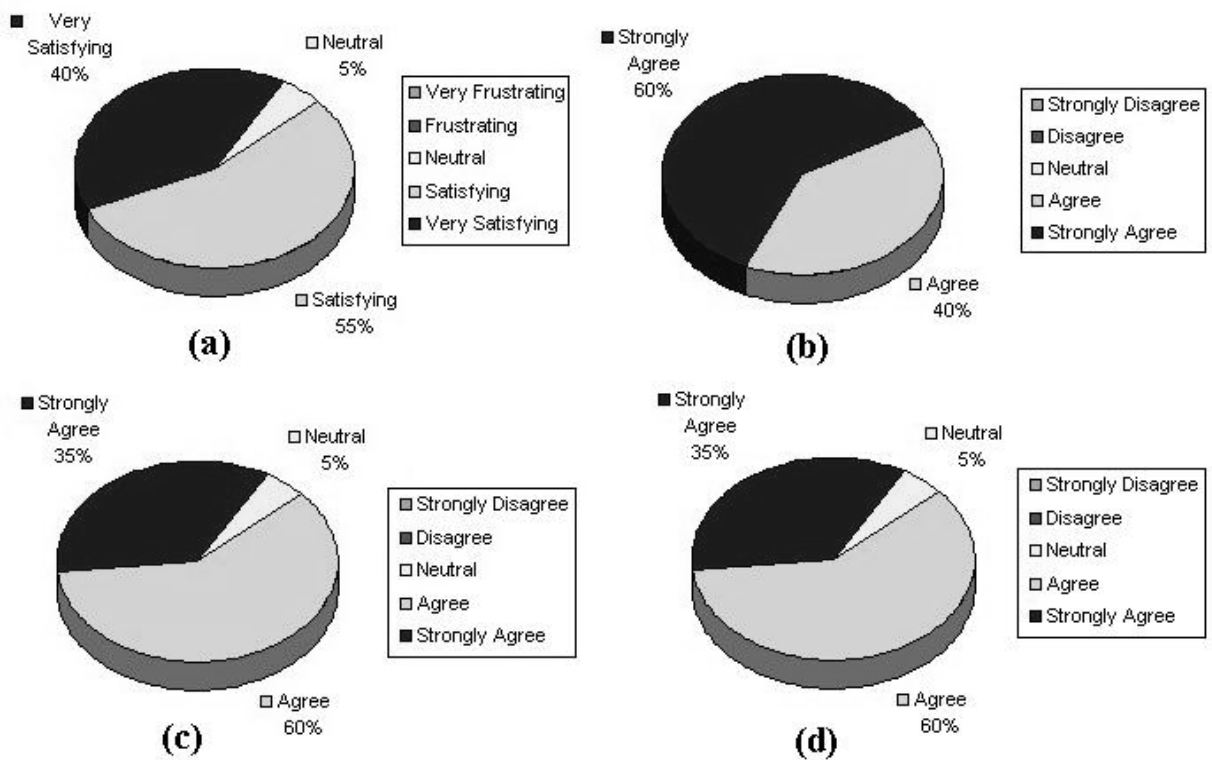 Very
Satisfying
40%
Neutral
5%
Very Frustrating
Frustrating
Neutral
Satisfying
Very Satisfying
Satisfying
55%
(a)
Strongly
Agree
60%
Strongly Disagree
Disagree
Neutral
Agree
Strongly Agree
Agree
40%
(b)
Strongly
Agree
35%
Neutral
5%
Strongly Disagree
Disagree
Neutral
Agree
Strongly Agree
Agree
60%
(c)
Strongly
Agree
35%
Neutral
5%
Strongly Disagree
Disagree
Neutral
Agree
Strongly Agree
Agree
60%
(d)